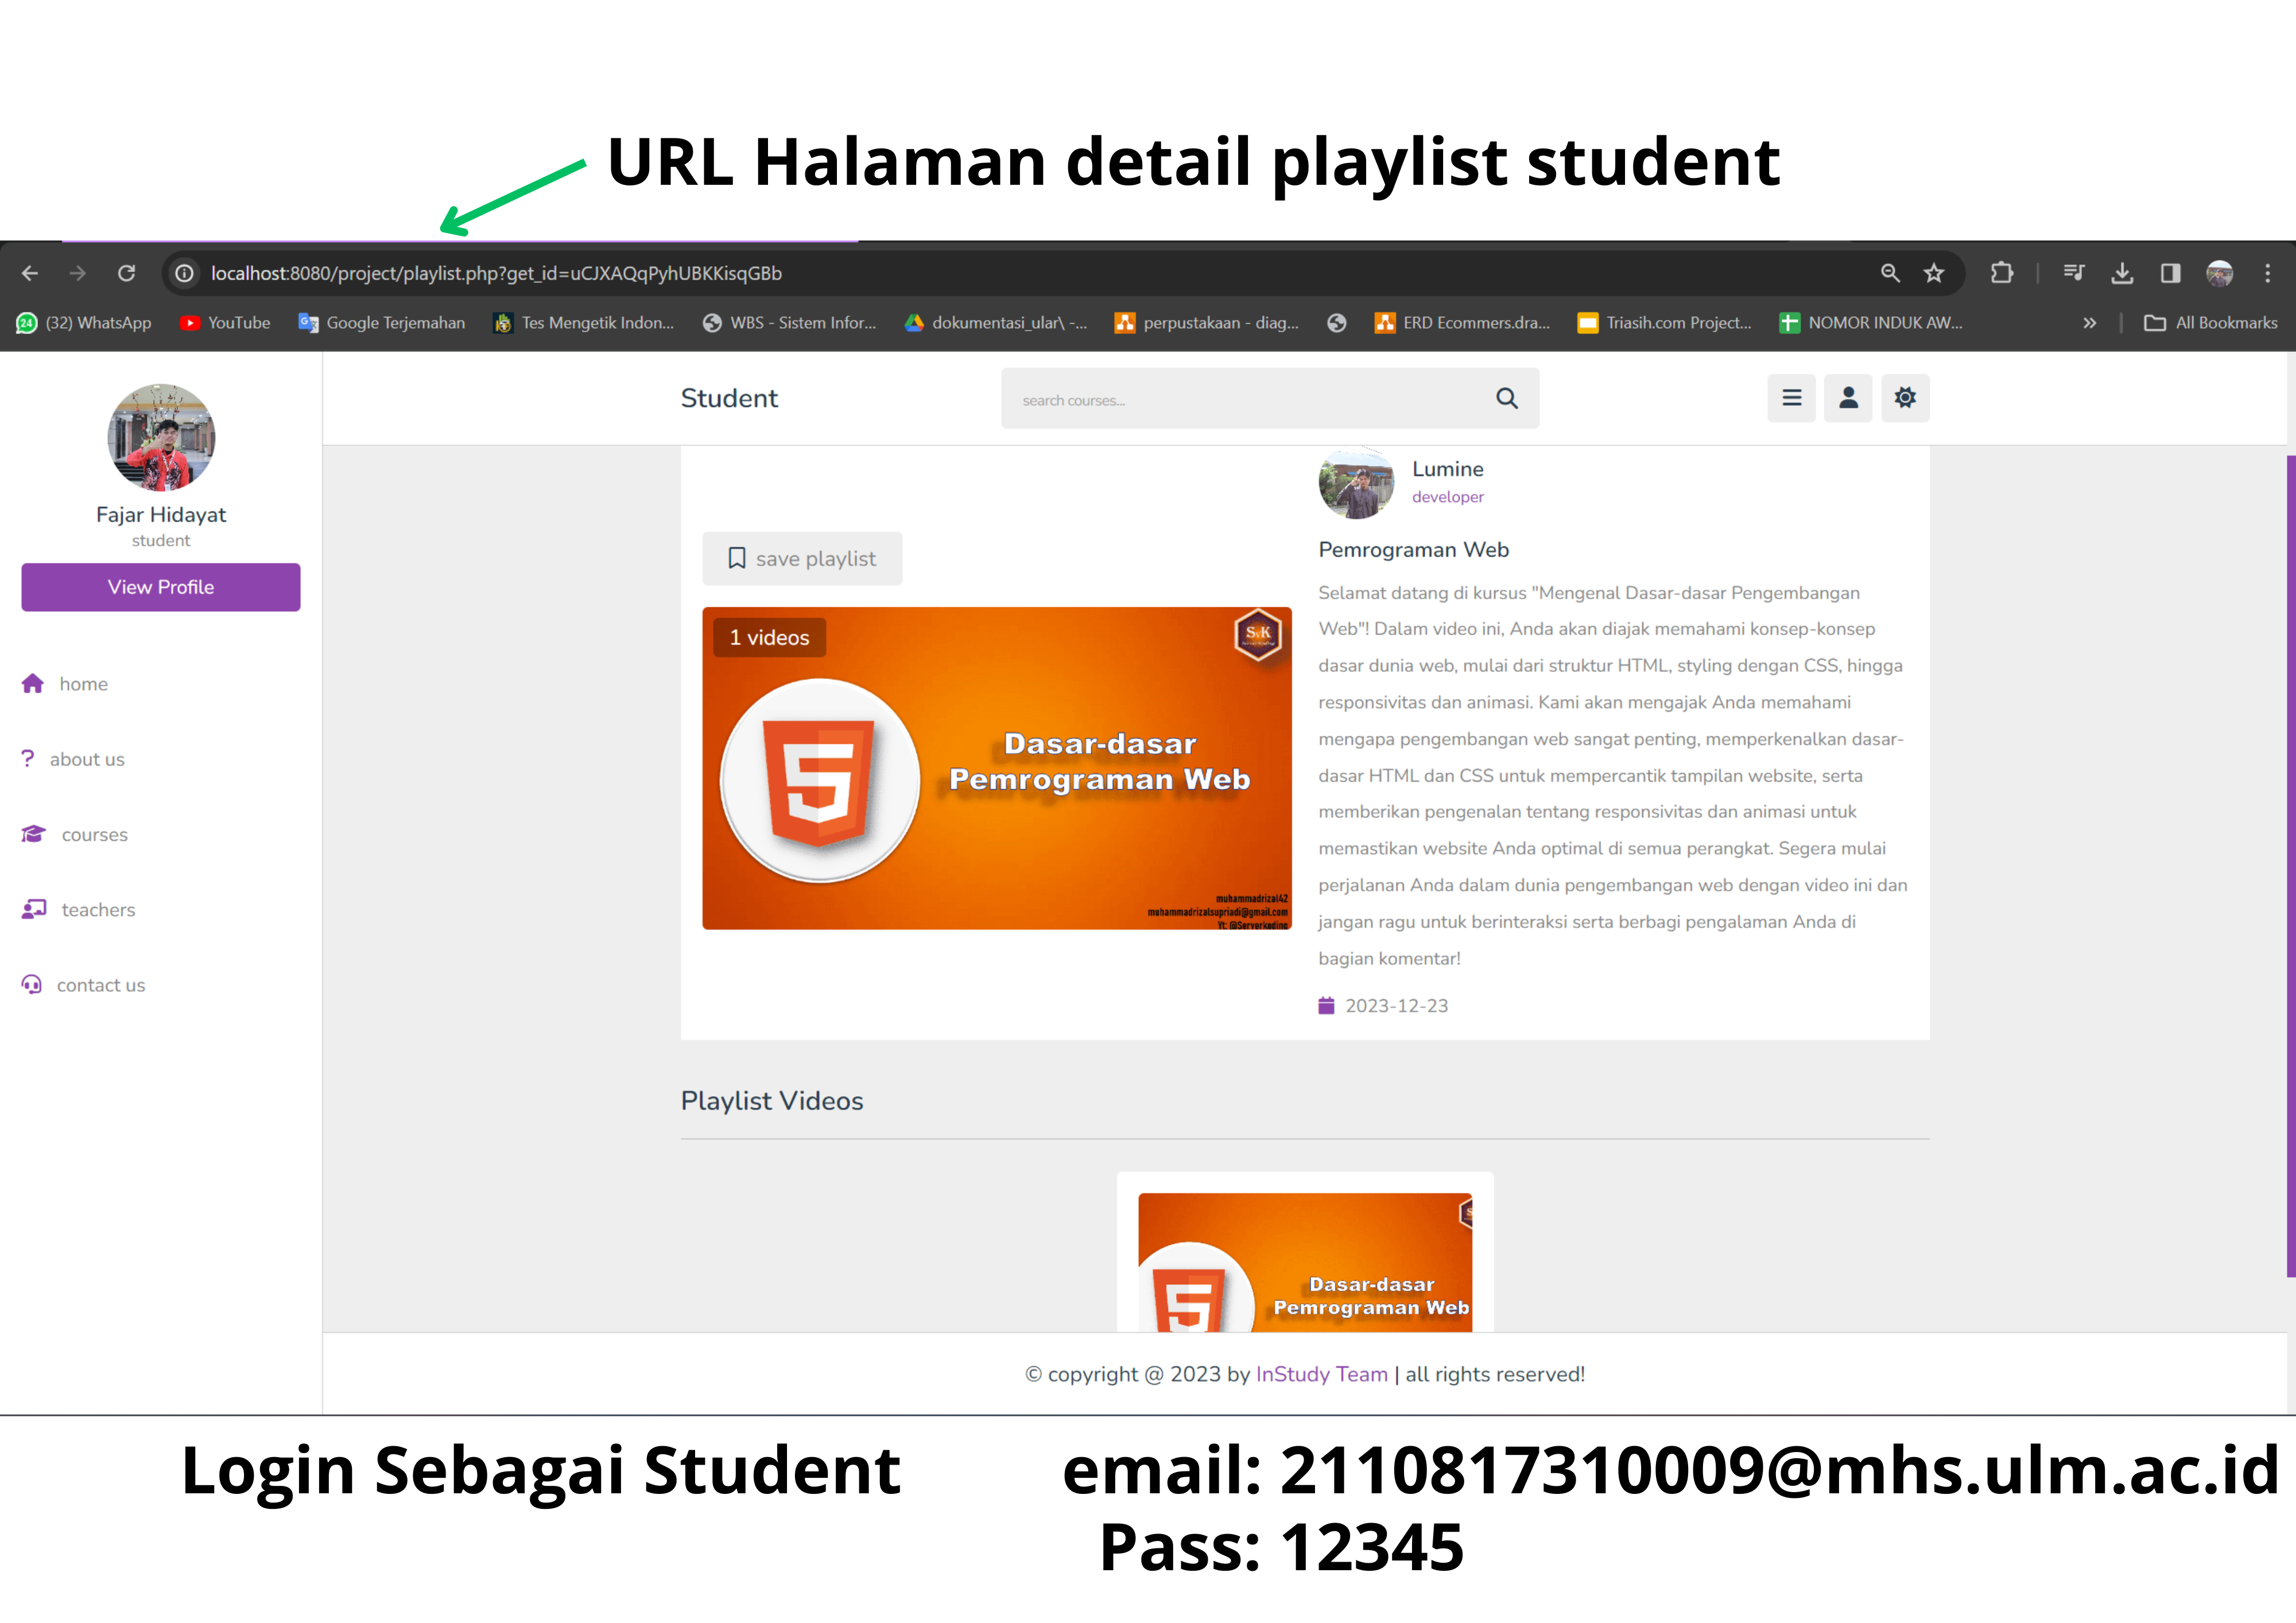 URL Halaman detail playlist student
localhost:8080/project/playlist.php?get_id=uCJXAQqPyhUBKKisqGBb
24 (32) WhatsApp YouTube Google Terjemahan Tes Mengetik Indon... WBS - Sistem Infor... dokumentasi_ular\ -... perpustakaan - diag... ERD Ecommers.dra... Triasih.com Project... NOMOR INDUK AW... » All Bookmarks
Student
search courses...
Fajar Hidayat
student
View Profile
home
? about us
courses
teachers
contact us
Lumine
developer
save playlist
1 videos
SvK
Dasar-dasar
Pemrograman Web
muhammadrizal42
muhammadrizalsupriadi@gmail.com
Yt: @Serverkoding
Pemrograman Web
Selamat datang di kursus "Mengenal Dasar-dasar Pengembangan
Web"! Dalam video ini, Anda akan diajak memahami konsep-konsep
dasar dunia web, mulai dari struktur HTML, styling dengan CSS, hingga
responsivitas dan animasi. Kami akan mengajak Anda memahami
mengapa pengembangan web sangat penting, memperkenalkan dasar-
dasar HTML dan CSS untuk mempercantik tampilan website, serta
memberikan pengenalan tentang responsivitas dan animasi untuk
memastikan website Anda optimal di semua perangkat. Segera mulai
perjalanan Anda dalam dunia pengembangan web dengan video ini dan
jangan ragu untuk berinteraksi serta berbagi pengalaman Anda di
bagian komentar!
2023-12-23
Playlist Videos
Dasar-dasar
Pemrograman Web
© copyright @ 2023 by InStudy Team | all rights reserved!
Login Sebagai Student
email: 2110817310009@mhs.ulm.ac.id
Pass: 12345